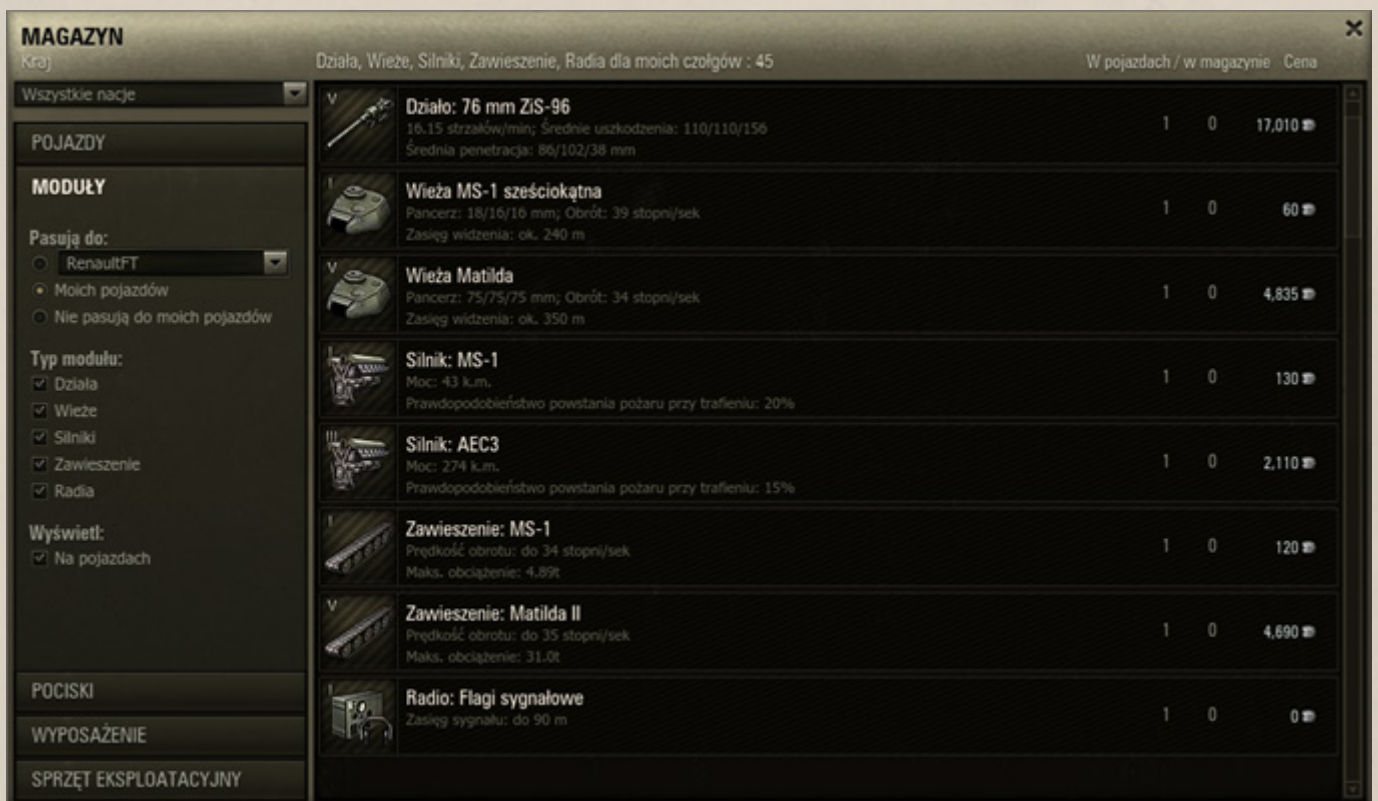 MAGAZYN
Kraj
Działa, Wieże, Silniki, Zawieszenie, Radia dla moich czołgów : 45
W pojazdach / w magazynie Cena
Wszystkie nacje
POJAZDY
MODUŁY
Pasują do:
RenaultFT
Moich pojazdów
Nie pasują do moich pojazdów
Typ modułu:
Działa
Wieże
Silniki
Zawieszenie
Radia
Wyświetl:
Na pojazdach
POCISKI
WYPOSAŻENIE
SPRZĘT EKSPLOATACYJNY
V
Działo: 76 mm ZiS-96
16.15 strzałów/min; Średnie uszkodzenia: 110/110/156
Średnia penetracja: 86/102/38 mm
1 0 17,010
I
Wieża MS-1 sześciokątna
Pancerz: 18/16/16 mm; Obrót: 39 stopni/sek
Zasięg widzenia: ok. 240 m
1 0 60
V
Wieża Matilda
Pancerz: 75/75/75 mm; Obrót: 34 stopni/sek
Zasięg widzenia: ok. 350 m
1 0 4,835
I
Silnik: MS-1
Moc: 43 k.m.
Prawdopodobieństwo powstania pożaru przy trafieniu: 20%
1 0 130
III
Silnik: AEC3
Moc: 274 k.m.
Prawdopodobieństwo powstania pożaru przy trafieniu: 15%
1 0 2,110
I
Zawieszenie: MS-1
Prędkość obrotu: do 34 stopni/sek
Maks. obciążenie: 4.89t
1 0 120
V
Zawieszenie: Matilda II
Prędkość obrotu: do 35 stopni/sek
Maks. obciążenie: 31.0t
1 0 4,690
I
Radio: Flagi sygnałowe
Zasięg sygnału: do 90 m
1 0 0